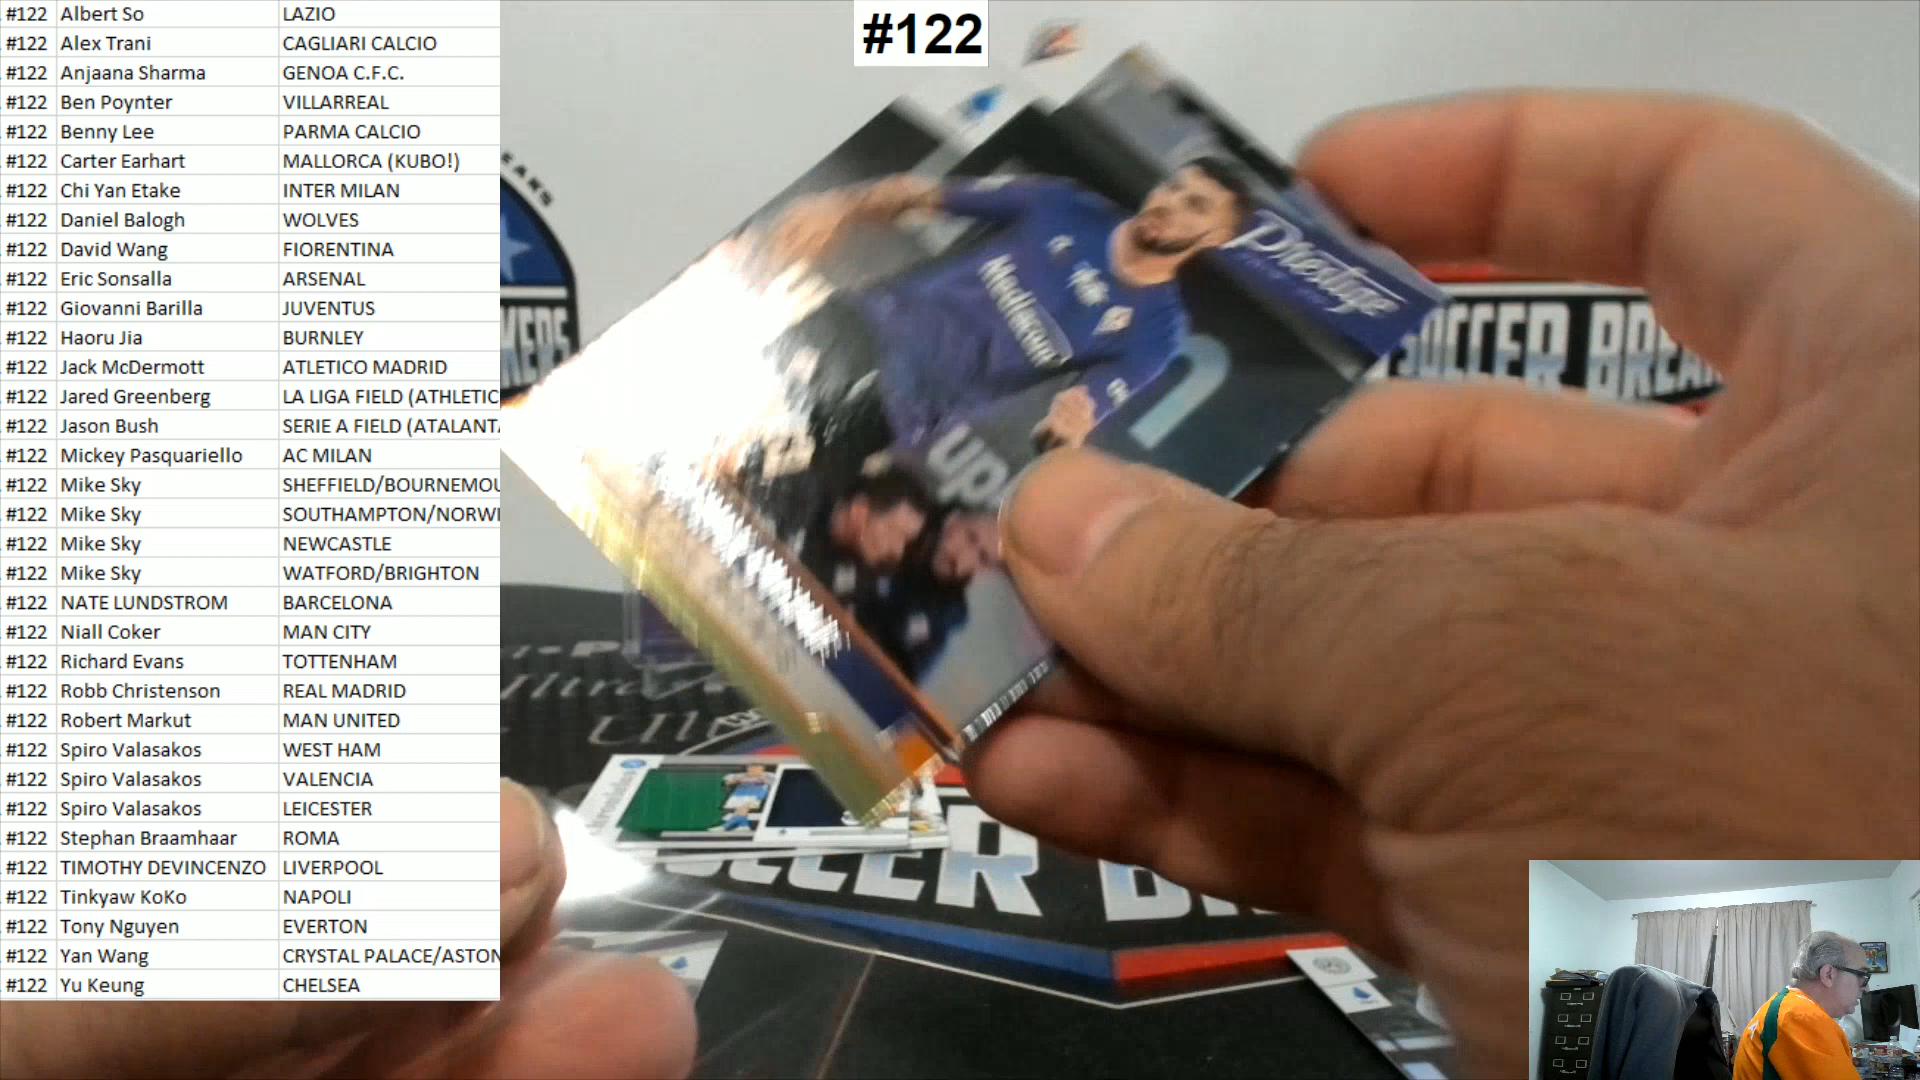 #122 Albert So LAZIO
#122 Alex Trani CAGLIARI CALCIO
#122 Anjaana Sharma GENOA C.F.C.
#122 Ben Poynter VILLARREAL
#122 Benny Lee PARMA CALCIO
#122 Carter Earhart MALLORCA (KUBO!)
#122 Chi Yan Etake INTER MILAN
#122 Daniel Balogh WOLVES
#122 David Wang FIORENTINA
#122 Eric Sonsalla ARSENAL
#122 Giovanni Barilla JUVENTUS
#122 Haoru Jia BURNLEY
#122 Jack McDermott ATLETICO MADRID
#122 Jared Greenberg LA LIGA FIELD (ATHLETIC
#122 Jason Bush SERIE A FIELD (ATALANT
#122 Mickey Pasquariello AC MILAN
#122 Mike Sky SHEFFIELD/BOURNEMOU
#122 Mike Sky SOUTHAMPTON/NORWI
#122 Mike Sky NEWCASTLE
#122 Mike Sky WATFORD/BRIGHTON
#122 NATE LUNDSTROM BARCELONA
#122 Niall Coker MAN CITY
#122 Richard Evans TOTTENHAM
#122 Robb Christenson REAL MADRID
#122 Robert Markut MAN UNITED
#122 Spiro Valasakos WEST HAM
#122 Spiro Valasakos VALENCIA
#122 Spiro Valasakos LEICESTER
#122 Stephan Braamhaar ROMA
#122 TIMOTHY DEVINCENZO LIVERPOOL
#122 Tinkyaw KoKo NAPOLI
#122 Tony Nguyen EVERTON
#122 Yan Wang CRYSTAL PALACE/ASTON
#122 Yu Keung CHELSEA
#122
Prestige
Mediacom
up
SOCCER BREA
KERS
EAKS
CCER B